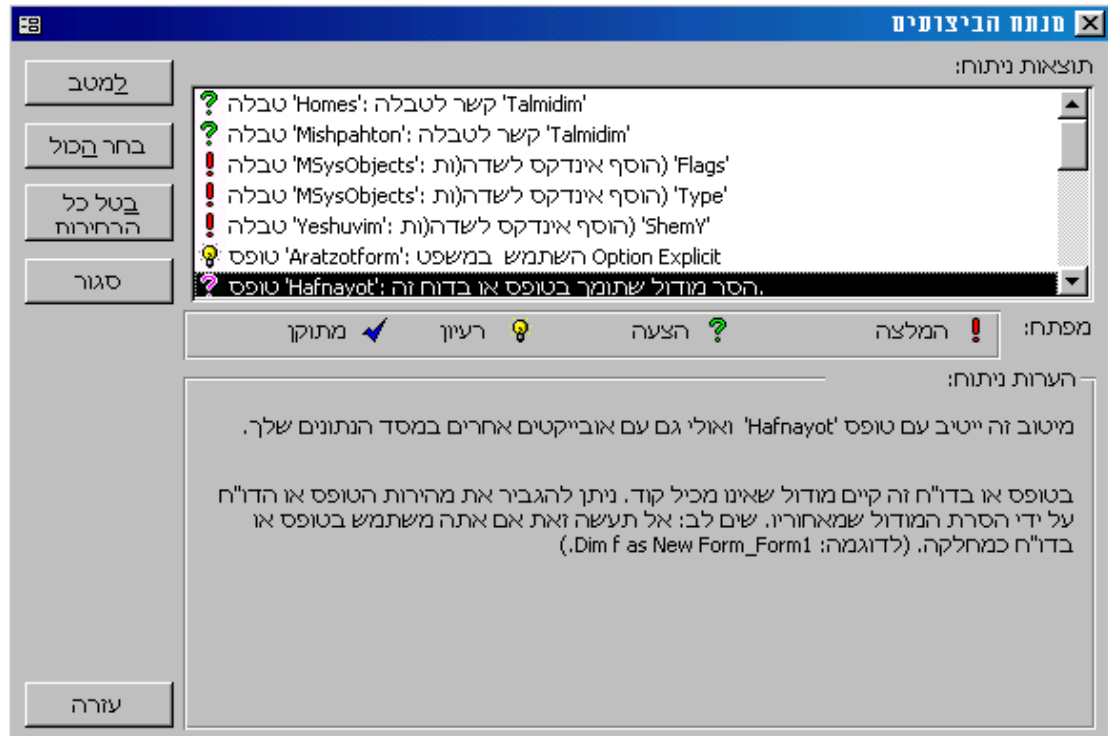 מנתח הביצועים
תוצאות ניתוח:
טבלה 'Homes': קשר לטבלה 'Talmidim'
טבלה 'Mishpahton': קשר לטבלה 'Talmidim'
טבלה 'MSysObjects': הוסף אינדקס לשדה(ות) 'Flags'
טבלה 'MSysObjects': הוסף אינדקס לשדה(ות) 'Type'
טבלה 'Yeshuvim': הוסף אינדקס לשדה(ות) 'ShemY'
טופס 'Aratzotform': השתמש במשפט Option Explicit
טופס 'Hafnayot': הסר מודול שתומך בטופס או בדוח זה.
למטב
בחר הכול
בטל כל
הרחירות
סגור
מפתח: המלצה הצעה רעיון מתוקן
הערות ניתוח:
מיטוב זה ייטיב עם טופס 'Hafnayot' ואולי גם עם אובייקטים אחרים במסד הנתונים שלך.
בטופס או בדו"ח זה קיים מודול שאינו מכיל קוד. ניתן להגביר את מהירות הטופס או הדו"ח
על ידי הסרת המודול שמאחוריו. שים לב: אל תעשה זאת אם אתה משתמש בטופס או
בדו"ח כמחלקה. (לדוגמה: Dim f as New Form_Form1.)
עזרה